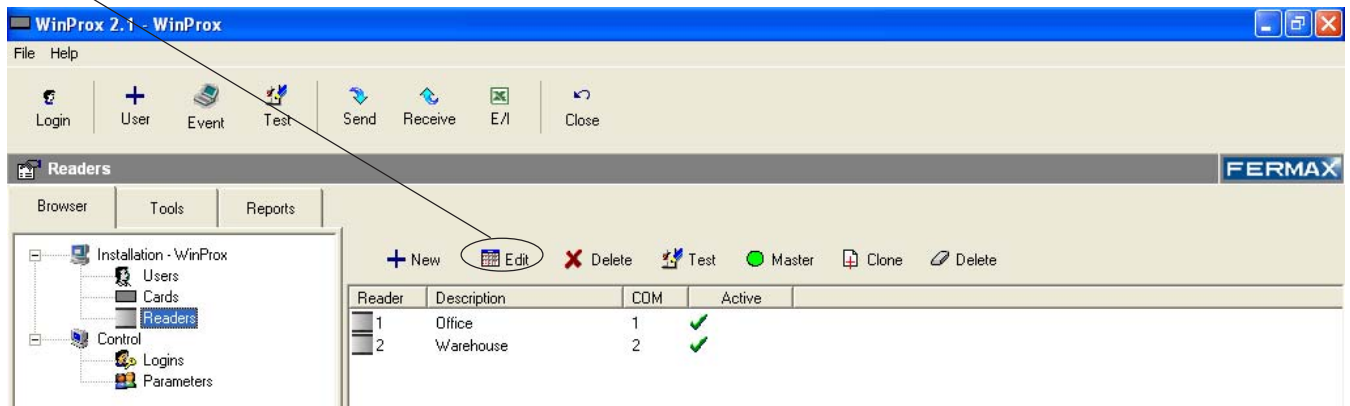 WinProx 2.1 - WinProx
File Help
Login User Event Test Send Receive E/I Close
Readers FERMAX
Browser Tools Reports
Installation - WinProx
Users
Cards
Readers
Control
Logins
Parameters
New Edit Delete Test Master Clone Delete
Reader Description COM Active
1 Office 1
2 Warehouse 2